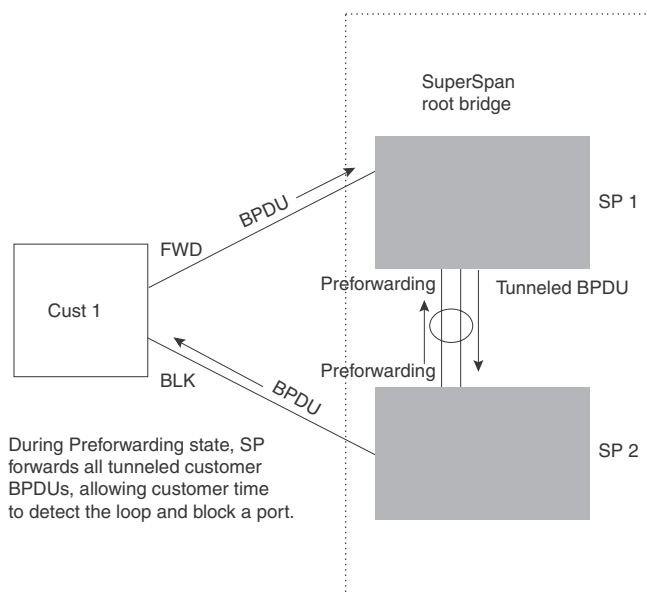 SuperSpan
root bridge
SP 1
BPDU
FWD
Cust 1
Preforwarding
Tunneled BPDU
Preforwarding
BLK
BPDU
SP 2
During Preforwarding state, SP
forwards all tunneled customer
BPDUs, allowing customer time
to detect the loop and block a port.